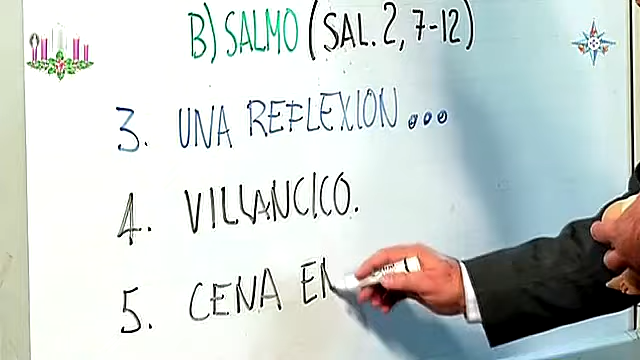 B) SALMO (SAL. 2, 7-12)
3. UNA REFLEXION...
4. VILLANCICO.
5. CENA EN